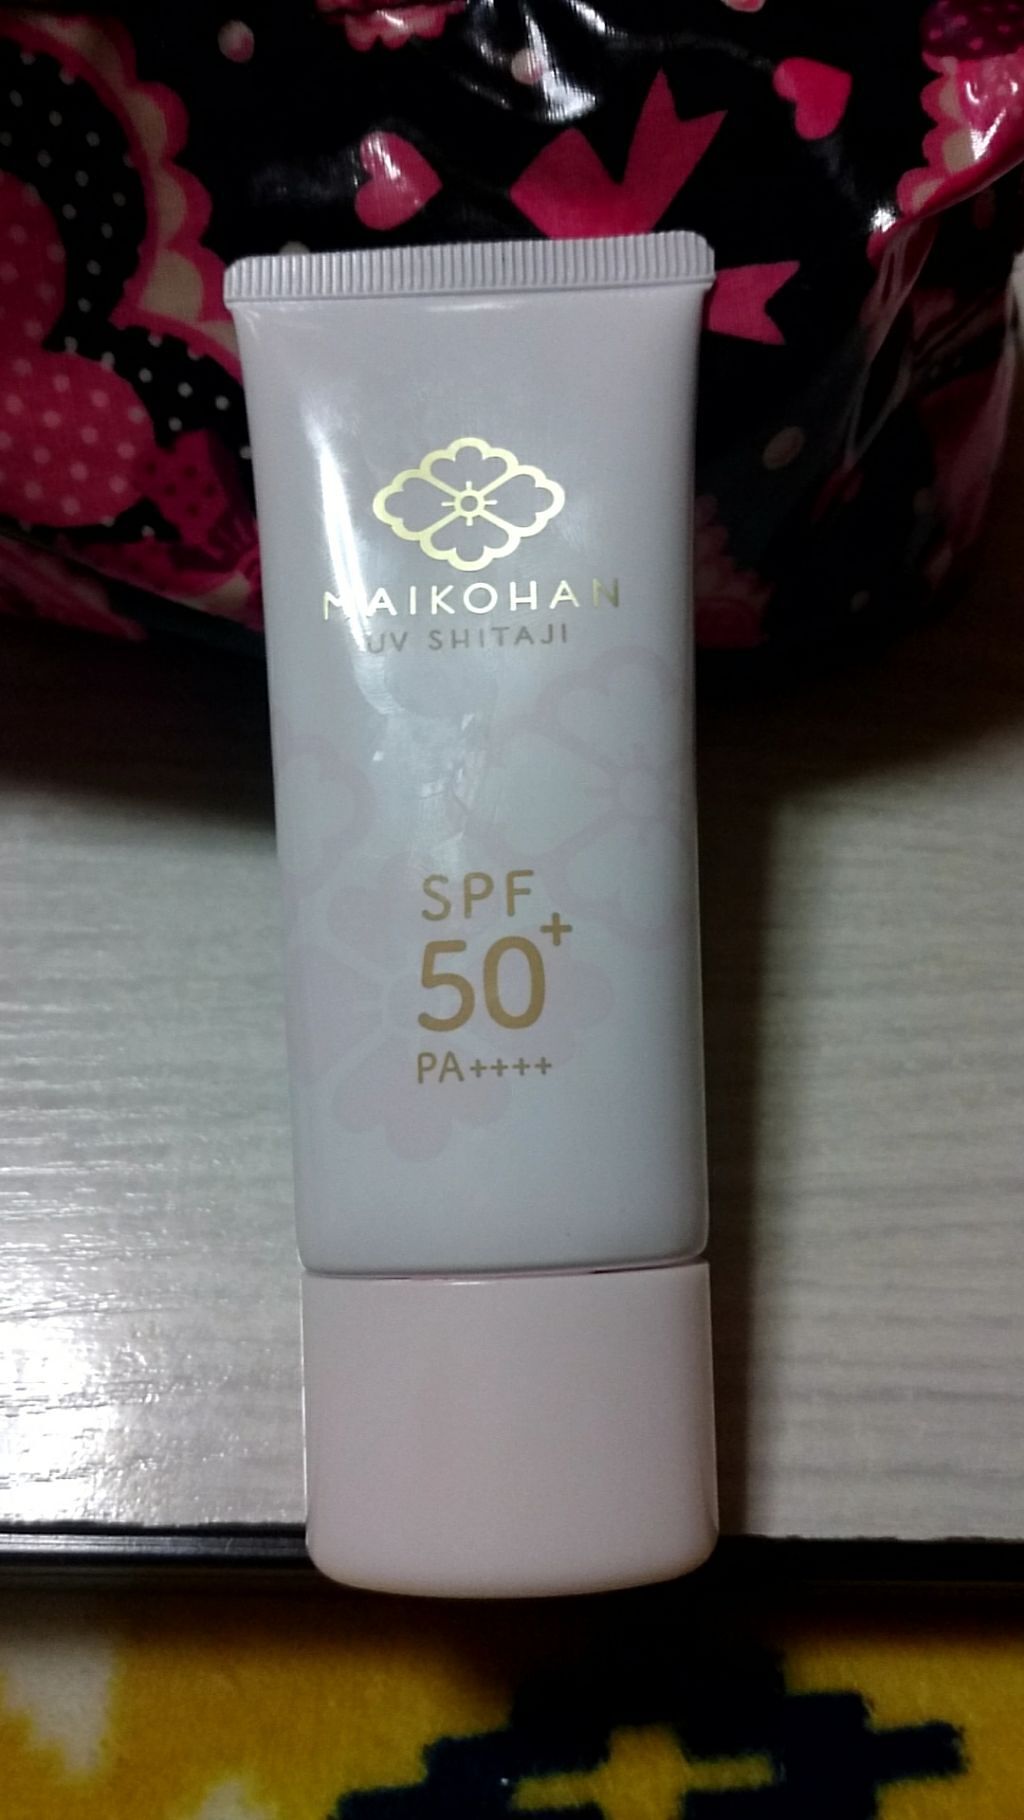 MAIKOHAN
UV SHITAJI
SPF
50+
PA++++